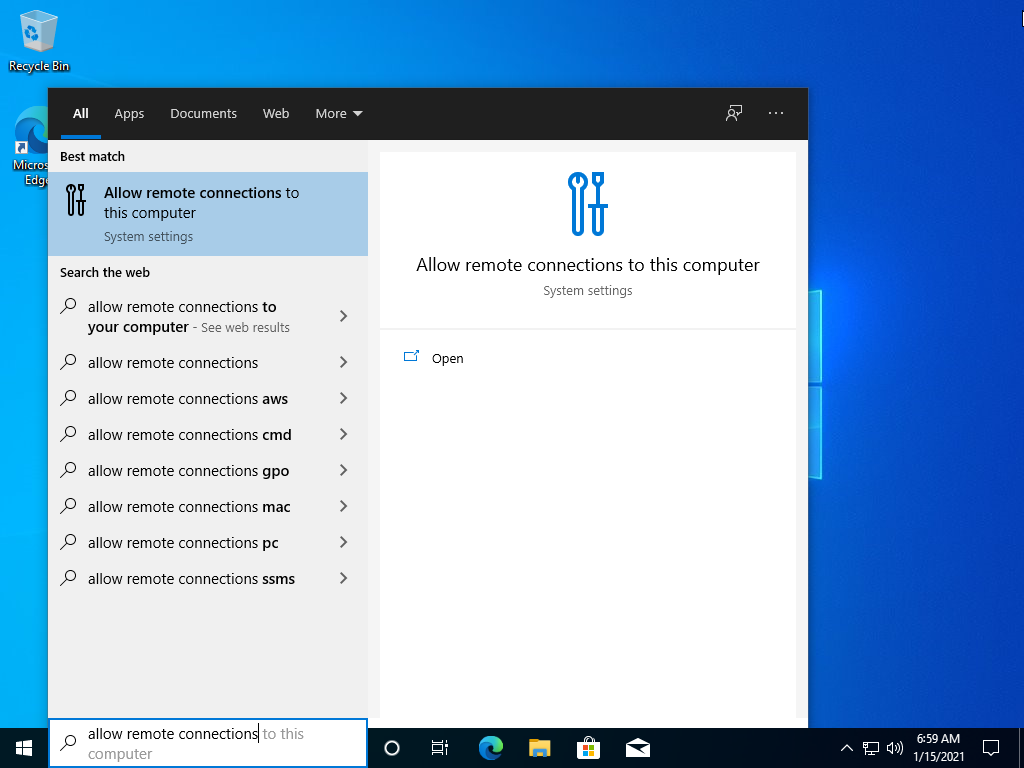 Recycle Bin
Micros
Edge
All
Apps
Documents
Web
More
Best match
Allow remote connections to
this computer
System settings
Search the web
allow remote connections to
your computer - See web results
allow remote connections
allow remote connections aws
allow remote connections cmd
allow remote connections gpo
allow remote connections mac
allow remote connections pc
allow remote connections ssms
Allow remote connections to this computer
System settings
Open
allow remote connections to this
computer
6:59 AM
1/15/2021